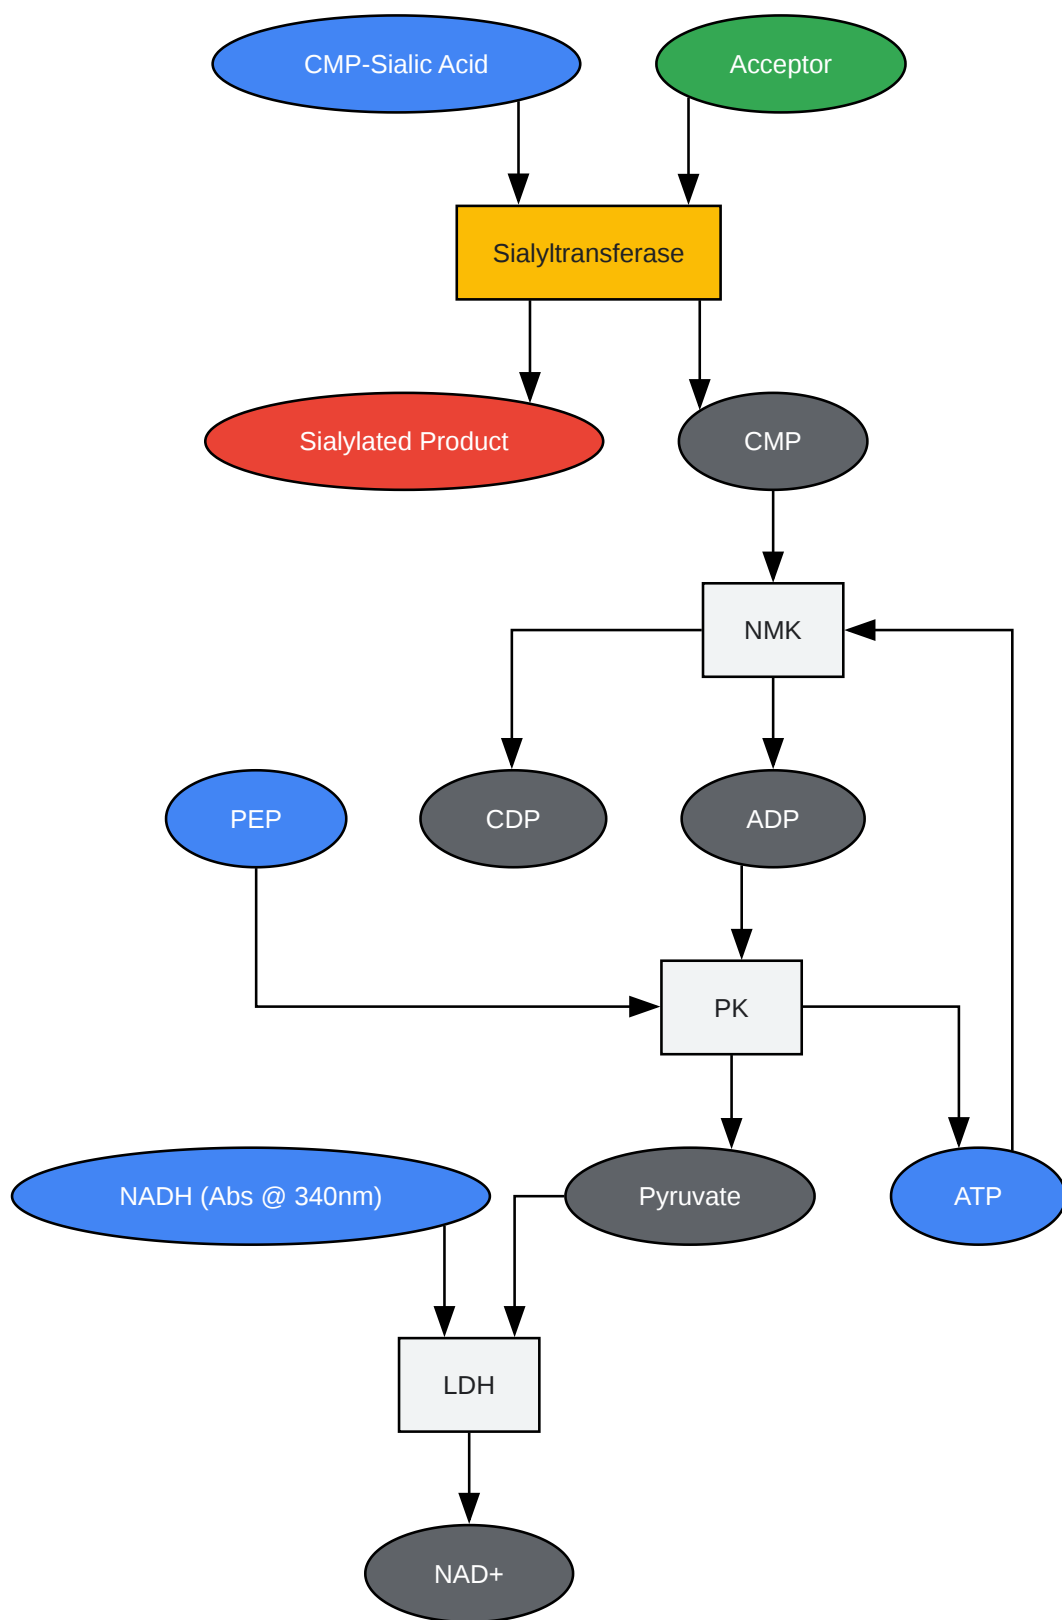 CMP-Sialic Acid
Acceptor
Sialyltransferase
Sialylated Product
CMP
NMK
PEP
CDP
ADP
PK
NADH (Abs @ 340nm)
Pyruvate
ATP
LDH
NAD+